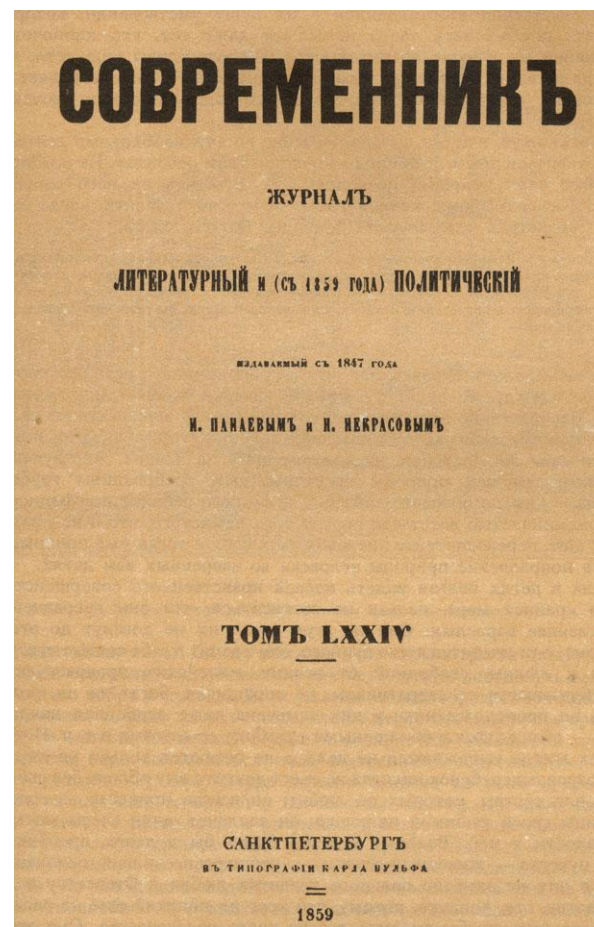 СОВРЕМЕННИКЪ
ЖУРНАЛЪ
ЛИТЕРАТУРНЫЙ и (съ 1859 года) ПОЛИТИЧЕСКІЙ
издаваемый съ 1847 года
И. ПАНАЕВЫМЪ и Н. НЕКРАСОВЫМЪ
ТОМЪ LXXIV
САНКТПЕТЕРБУРГЪ
ВЪ ТИПОГРАФІИ КАРЛА ВУЛЬФА
1859